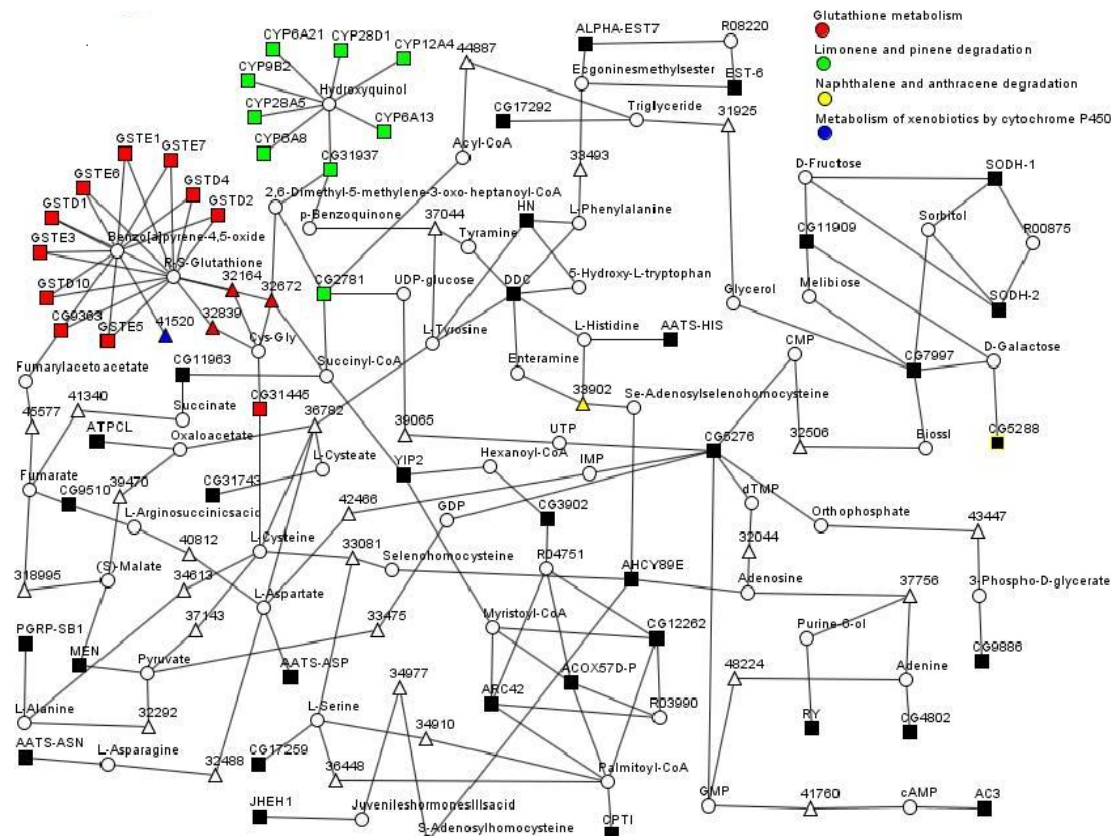 Glutathione metabolism
Limonene and pinene degradation
Naphthalene and anthracene degradation
Metabolism of xenobiotics by cytochrome P450
CYP6A21
CYP28D1
CYP12A4
CYP9B2
Hydroxyquinol
CYP28A5
CYP6A13
CYP6A8
CG31937
44887
ALPHA-EST7
R08220
Ecgoninesmethylsester
EST-6
CG17292
Triglyceride
31925
Acyl-CoA
33493
GSTE1
GSTE7
GSTE6
GSTD4
GSTD1
GSTD2
GSTE3
Benzo[a]pyrene-4,5-oxide
R-S-Glutathione
GSTD10
32164
32672
CG9363
GSTE5
41520
32839
Cys-Gly
2,6-Dimethyl-5-methylene-3-oxo-heptanoyl-CoA
p-Benzoquinone
37044
HN
L-Phenylalanine
Tyramine
CG2781
UDP-glucose
DDC
5-Hydroxy-L-tryptophan
L-Tyrosine
L-Histidine
AATS-HIS
Enteramine
33902
Se-Adenosylselenohomocysteine
Glycerol
D-Fructose
SODH-1
CG11909
Sorbitol
R00875
Melibiose
SODH-2
CG7997
D-Galactose
CMP
CG5288
32506
Biossl
Fumarylacetoacetate
CG11963
Succinyl-CoA
45577
41340
Succinate
CG31445
36782
39065
UTP
CG5276
ATPCL
Oxaloacetate
L-Cysteate
YIP2
Hexanoyl-CoA
IMP
Fumarate
CG9510
39470
CG31743
42466
GDP
CG3902
dTMP
Orthophosphate
43447
L-Arginosuccinicsacid
40812
L-Cysteine
33081
Selenohomocysteine
R04751
AHCY89E
32044
Adenosine
37756
3-Phospho-D-glycerate
318995
(S)-Malate
34613
L-Aspartate
33475
Myristoyl-CoA
CG12262
Purine-6-ol
CG9886
PGRP-SB1
MEN
37143
Pyruvate
AATS-ASP
34977
ARC42
ACOX57D-P
R03990
48224
Adenine
RY
CG4802
L-Alanine
32292
L-Serine
34910
AATS-ASN
L-Asparagine
32488
CG17259
36448
Palmitoyl-CoA
JHEH1
JuvenileshormonesIIIsacid
S-Adenosylhomocysteine
CPTI
GMP
41760
cAMP
AC3